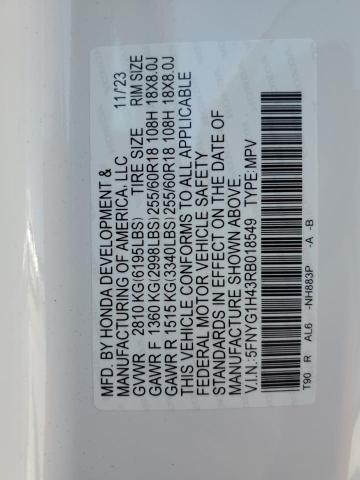 MFD. BY HONDA DEVELOPMENT & 11/'23
MANUFACTURING OF AMERICA, LLC
GVWR 2810 KG(6195LBS) TIRE SIZE RIM SIZE
GAWR F 1360 KG(2998LBS)255/60R18 108H 18X8.0J
GAWR R 1515 KG(3340LBS)255/60R18 108H 18X8.0J
THIS VEHICLE CONFORMS TO ALL APPLICABLE
FEDERAL MOTOR VEHICLE SAFETY
STANDARDS IN EFFECT ON THE DATE OF
MANUFACTURE SHOWN ABOVE.
V.I.N.:5FNYG1H43RB018549 TYPE:MPV
T90 R AL6 -NH883P -A -B